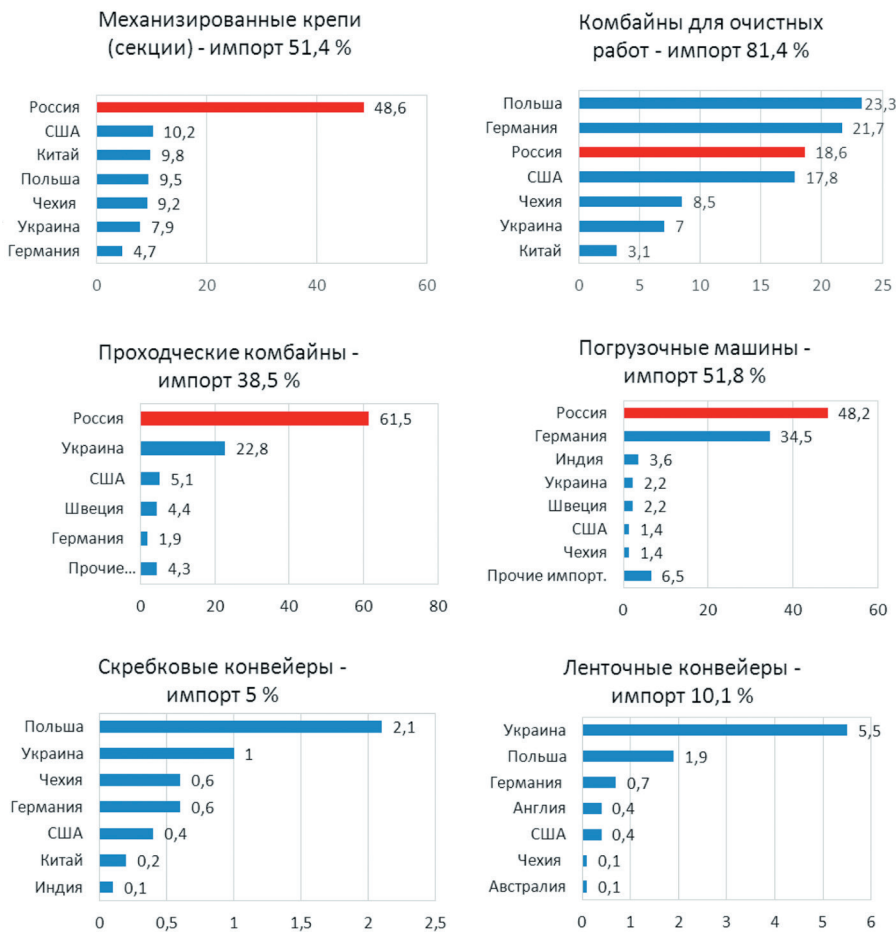 Механизированные крепи
(секции) - импорт 51,4 %
Россия 48,6
США 10,2
Китай 9,8
Польша 9,5
Чехия 9,2
Украина 7,9
Германия 4,7
0 20 40 60
Комбайны для очистных
работ - импорт 81,4 %
Польша 23,3
Германия 21,7
Россия 18,6
США 17,8
Чехия 8,5
Украина 7
Китай 3,1
0 5 10 15 20 25
Проходческие комбайны -
импорт 38,5 %
Россия 61,5
Украина 22,8
США 5,1
Швеция 4,4
Германия 1,9
Прочие... 4,3
0 20 40 60 80
Погрузочные машины -
импорт 51,8 %
Россия 48,2
Германия 34,5
Индия 3,6
Украина 2,2
Швеция 2,2
США 1,4
Чехия 1,4
Прочие импорт. 6,5
0 20 40 60
Скребковые конвейеры -
импорт 5 %
Польша 2,1
Украина 1
Чехия 0,6
Германия 0,6
США 0,4
Китай 0,2
Индия 0,1
0 0,5 1 1,5 2 2,5
Ленточные конвейеры -
импорт 10,1 %
Украина 5,5
Польша 1,9
Германия 0,7
Англия 0,4
США 0,4
Чехия 0,1
Австралия 0,1
0 1 2 3 4 5 6